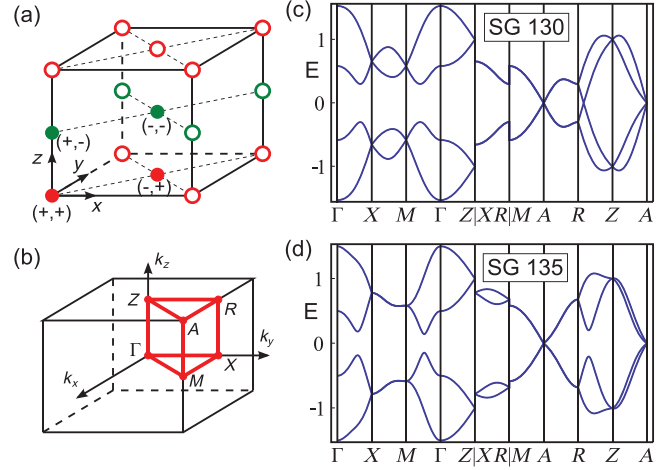 (a)
(+,-)
(-,-)
z
y
(-,+)
x
(+,+)
(b)
k_z
Z
R
A
Γ
k_y
X
k_x
M
(c)
SG 130
1
E
0
-1
Γ X M Γ Z|XR|M A R Z A
(d)
SG 135
1
E
0
-1
Γ X M Γ Z|XR|M A R Z A